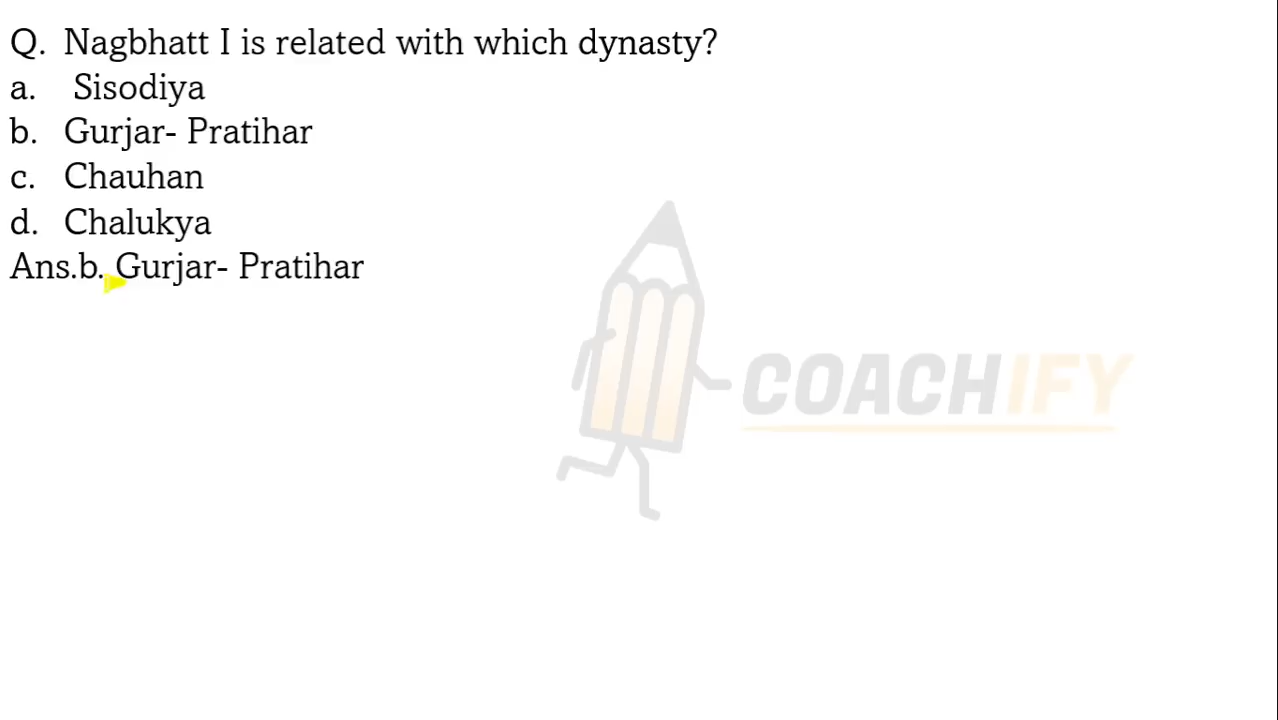 Q. Nagbhatt I is related with which dynasty?
a. Sisodiya
b. Gurjar- Pratihar
c. Chauhan
d. Chalukya
Ans.b. Gurjar- Pratihar
COACHIFY